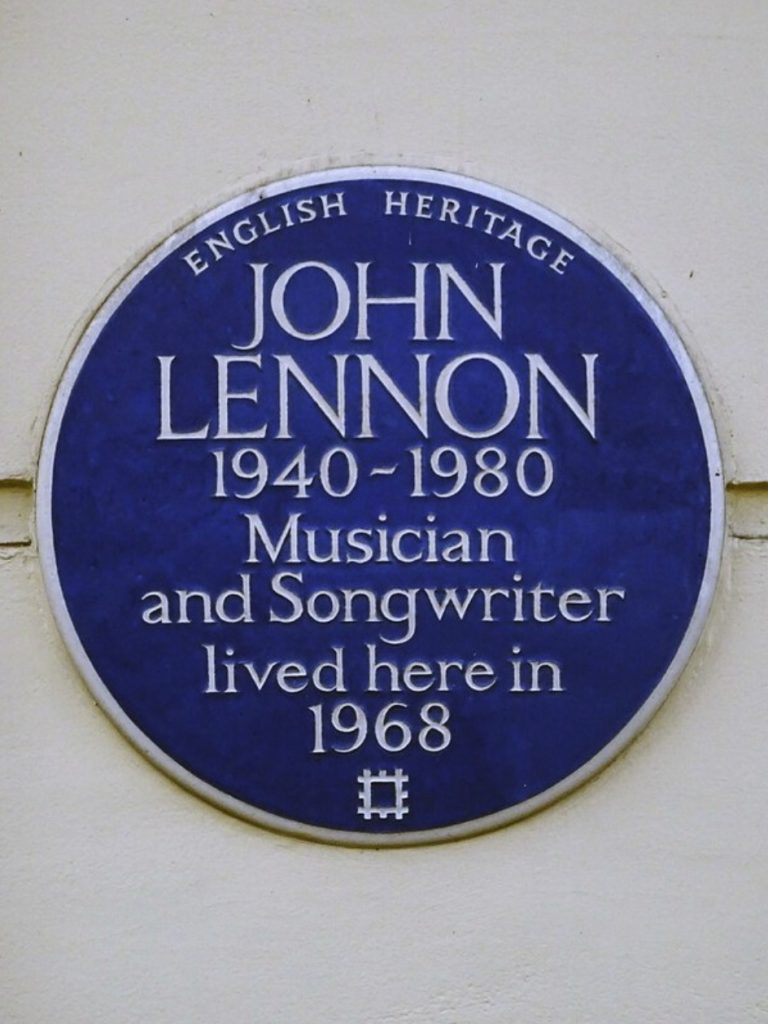 ENGLISH HERITAGE
JOHN
LENNON
1940-1980
Musician
and Songwriter
lived here in
1968